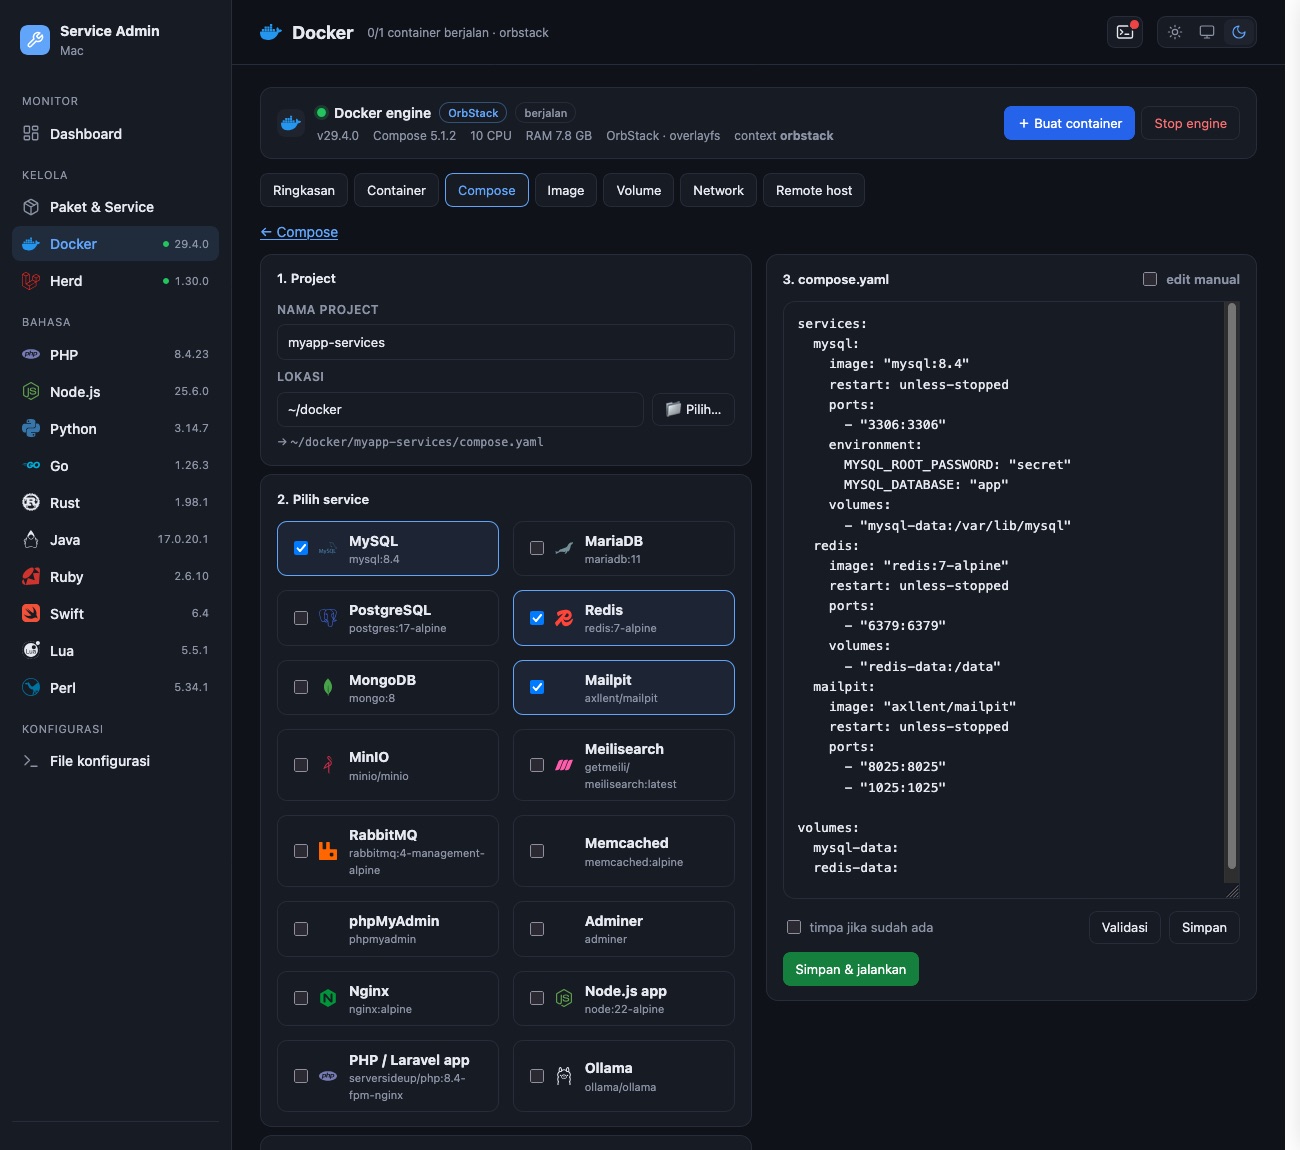 Service Admin
Mac
MONITOR
Dashboard
KELOLA
Paket & Service
Docker 29.4.0
Herd 1.30.0
BAHASA
PHP 8.4.23
Node.js 25.6.0
Python 3.14.7
Go 1.26.3
Rust 1.98.1
Java 17.0.20.1
Ruby 2.6.10
Swift 6.4
Lua 5.5.1
Perl 5.34.1
KONFIGURASI
File konfigurasi
Docker 0/1 container berjalan · orbstack
Docker engine OrbStack berjalan
v29.4.0 Compose 5.1.2 10 CPU RAM 7.8 GB OrbStack · overlayfs context orbstack
+ Buat container
Stop engine
Ringkasan Container Compose Image Volume Network Remote host
← Compose
1. Project
NAMA PROJECT
myapp-services
LOKASI
~/docker
Pilih...
→ ~/docker/myapp-services/compose.yaml
2. Pilih service
MySQL
mysql:8.4
MariaDB
mariadb:11
PostgreSQL
postgres:17-alpine
Redis
redis:7-alpine
MongoDB
mongo:8
Mailpit
axllent/mailpit
MinIO
minio/minio
Meilisearch
getmeili/
meilisearch:latest
RabbitMQ
rabbitmq:4-management-
alpine
Memcached
memcached:alpine
phpMyAdmin
phpmyadmin
Adminer
adminer
Nginx
nginx:alpine
Node.js app
node:22-alpine
PHP / Laravel app
serversideup/php:8.4-
fpm-nginx
Ollama
ollama/ollama
3. compose.yaml
edit manual
services:
  mysql:
    image: "mysql:8.4"
    restart: unless-stopped
    ports:
      - "3306:3306"
    environment:
      MYSQL_ROOT_PASSWORD: "secret"
      MYSQL_DATABASE: "app"
    volumes:
      - "mysql-data:/var/lib/mysql"
  redis:
    image: "redis:7-alpine"
    restart: unless-stopped
    ports:
      - "6379:6379"
    volumes:
      - "redis-data:/data"
  mailpit:
    image: "axllent/mailpit"
    restart: unless-stopped
    ports:
      - "8025:8025"
      - "1025:1025"
volumes:
  mysql-data:
  redis-data:
timpa jika sudah ada
Validasi
Simpan
Simpan & jalankan